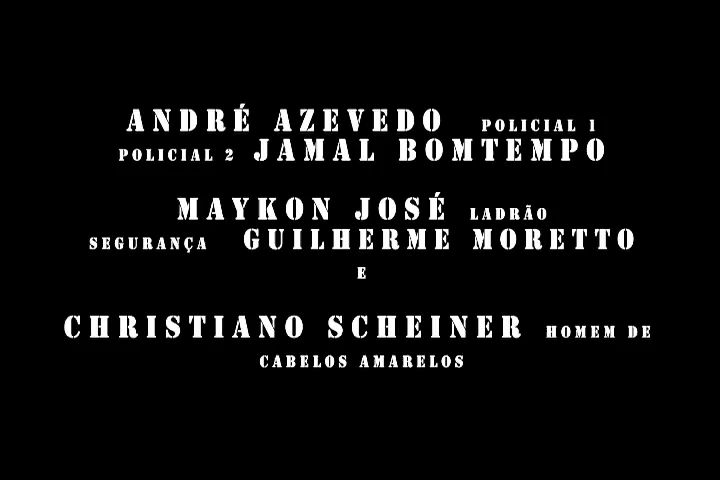 ANDRÉ AZEVEDO POLICIAL 1
POLICIAL 2 JAMAL BOMTEMPO
MAYKON JOSÉ LADRÃO
SEGURANÇA GUILHERME MORETTO
E
CHRISTIANO SCHEINER HOMEM DE
CABELOS AMARELOS